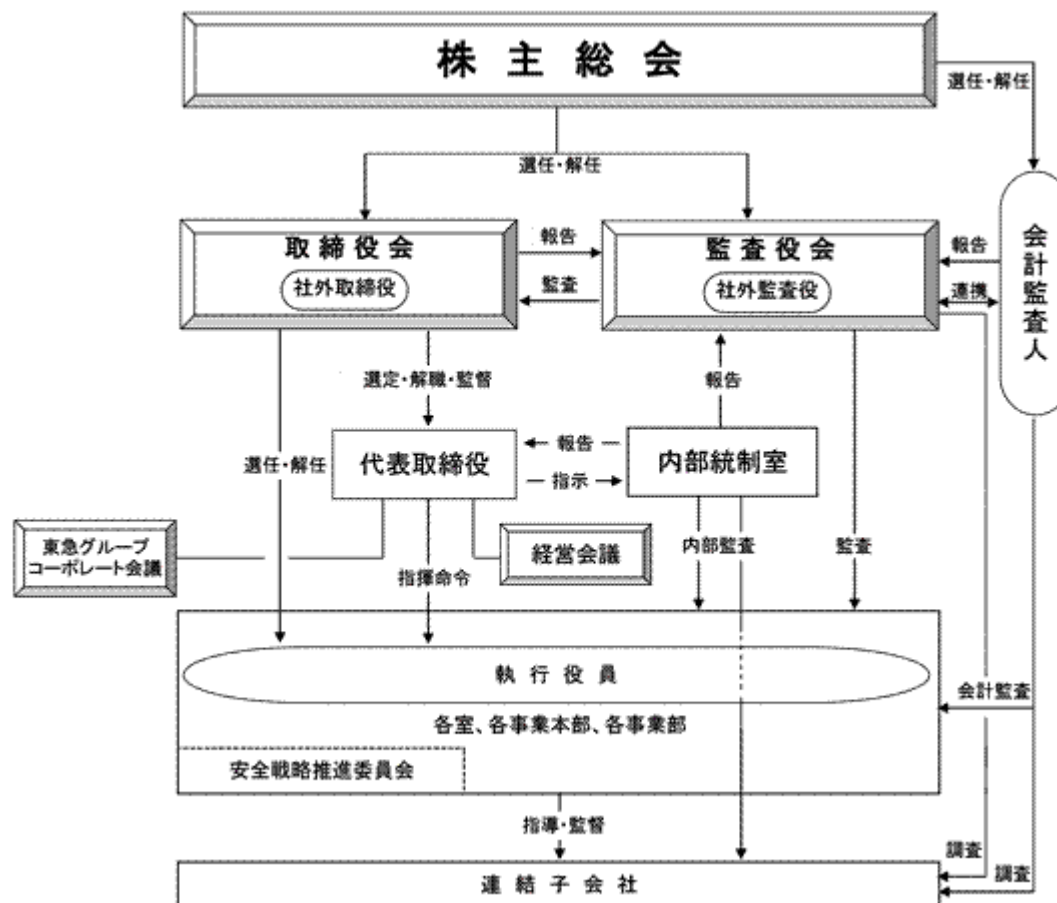 株主総会
選任・解任
選任・解任
取締役会
社外取締役
報告
監査
監査役会
社外監査役
報告
連携
会計監査人
選定・解職・監督
報告
選任・解任
代表取締役
報告
指示
内部統制室
東急グループ
コーポレート会議
指揮命令
経営会議
内部監査
監査
執行役員
会計監査
各室、各事業本部、各事業部
安全戦略推進委員会
指導・監督
調査
調査
連結子会社